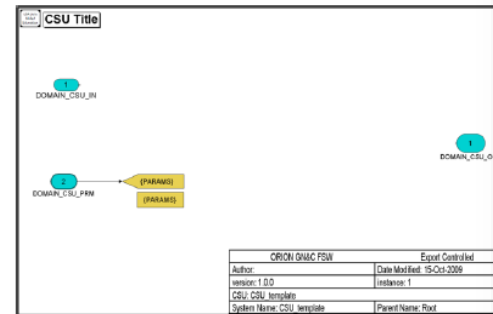 CSU Title
1
DOMAIN_CSU_IN
1
DOMAIN_CSU_O
2
DOMAIN_CSU_PRM
{PARAMS}
{PARAMS}
ORION GN&C FSW Export Controlled
Author: Date Modified: 15-Oct-2009
version: 1.0.0 instance: 1
CSU: CSU_template
System Name: CSU_template Parent Name: Root